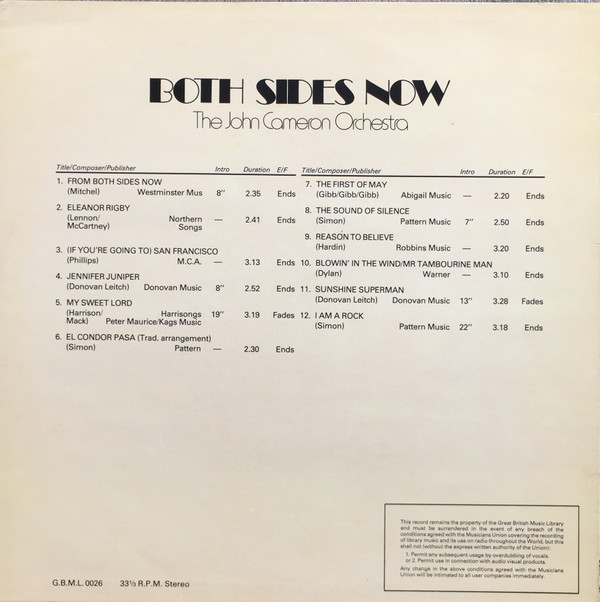 BOTH SIDES NOW
The John Cameron Orchestra
Title/Composer/Publisher Intro Duration E/F
1. FROM BOTH SIDES NOW
(Mitchel) Westminster Mus 8" 2.35 Ends
2. ELEANOR RIGBY
(Lennon/ Northern — 2.41 Ends
McCartney) Songs
3. (IF YOU'RE GOING TO) SAN FRANCISCO
(Phillips) M.C.A. — 3.13 Ends
4. JENNIFER JUNIPER
(Donovan Leitch) Donovan Music 8" 2.52 Ends
5. MY SWEET LORD
(Harrison/ Harrisongs 19" 3.19 Fades
Mack) Peter Maurice/Kags Music
6. EL CONDOR PASA (Trad. arrangement)
(Simon) Pattern — 2.30 Ends
Title/Composer/Publisher Intro Duration E/F
7. THE FIRST OF MAY
(Gibb/Gibb/Gibb) Abigail Music — 2.20 Ends
8. THE SOUND OF SILENCE
(Simon) Pattern Music 7" 2.50 Ends
9. REASON TO BELIEVE
(Hardin) Robbins Music — 3.20 Ends
10. BLOWIN' IN THE WIND/MR TAMBOURINE MAN
(Dylan) Warner — 3.10 Ends
11. SUNSHINE SUPERMAN
(Donovan Leitch) Donovan Music 13" 3.28 Fades
12. I AM A ROCK
(Simon) Pattern Music 22" 3.18 Ends
This record remains the property of the Great British Music Library
and must be surrendered in the event of any breach of the
conditions agreed with the Musicians Union covering the recording
of library music and its use on radio throughout the World, but this
shall not (without the express written authority of the Union):
1. Permit any subsequent usage by overdubbing of vocals.
or 2. Permit use in connection with audio visual products.
Any change in the above conditions agreed with the Musicians
Union will be intimated to all user companies immediately.
G.B.M.L. 0026 33⅓ R.P.M. Stereo